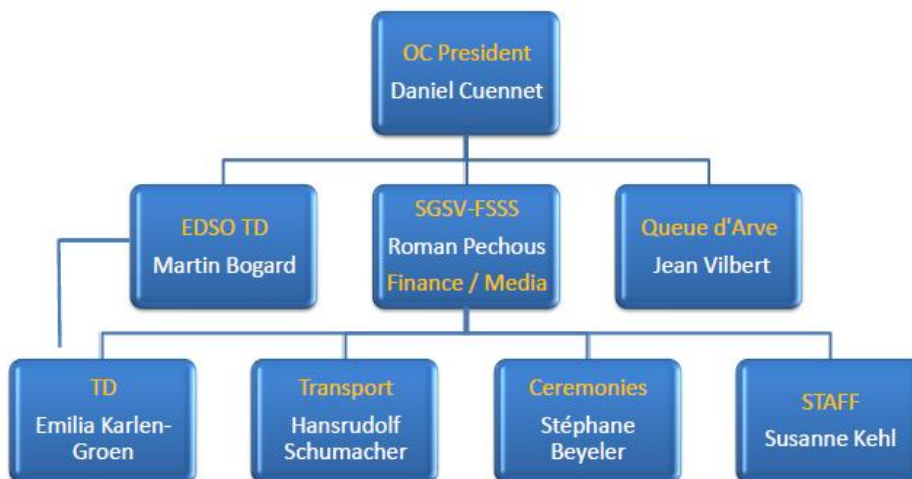 OC President
Daniel Cuennet
EDSO TD
Martin Bogard
SGSV-FSSS
Roman Pechous
Finance / Media
Queue d'Arve
Jean Vilbert
TD
Emilia Karlen-
Groen
Transport
Hansrudolf
Schumacher
Ceremonies
Stéphane
Beyeler
STAFF
Susanne Kehl